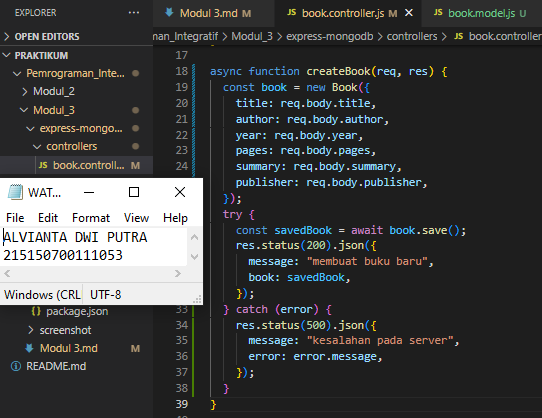 EXPLORER ...
Modul 3.md M
JS book.controller.js M ×
JS book.model.js U
> OPEN EDITORS
man_Integratif > Modul_3 > express-mongodb > controllers > JS book.contro
PRAKTIKUM
Pemrograman_Inte...
> Modul_2
Modul_3
express-mongo...
controllers
JS book.controll... M
WAT...
File Edit Format View Help
ALVIANTA DWI PUTRA
215150700111053
Windows (CRL UTF-8
package.json
> screenshot
Modul 3.md M
README.md
17
18 async function createBook(req, res) {
19 const book = new Book({
20 title: req.body.title,
21 author: req.body.author,
22 year: req.body.year,
23 pages: req.body.pages,
24 summary: req.body.summary,
publisher: req.body.publisher,
});
try {
const savedBook = await book.save();
res.status(200).json({
message: "membuat buku baru",
book: savedBook,
});
33 } catch (error) {
34 res.status(500).json({
35 message: "kesalahan pada server",
36 error: error.message,
37 });
38 }
39 }